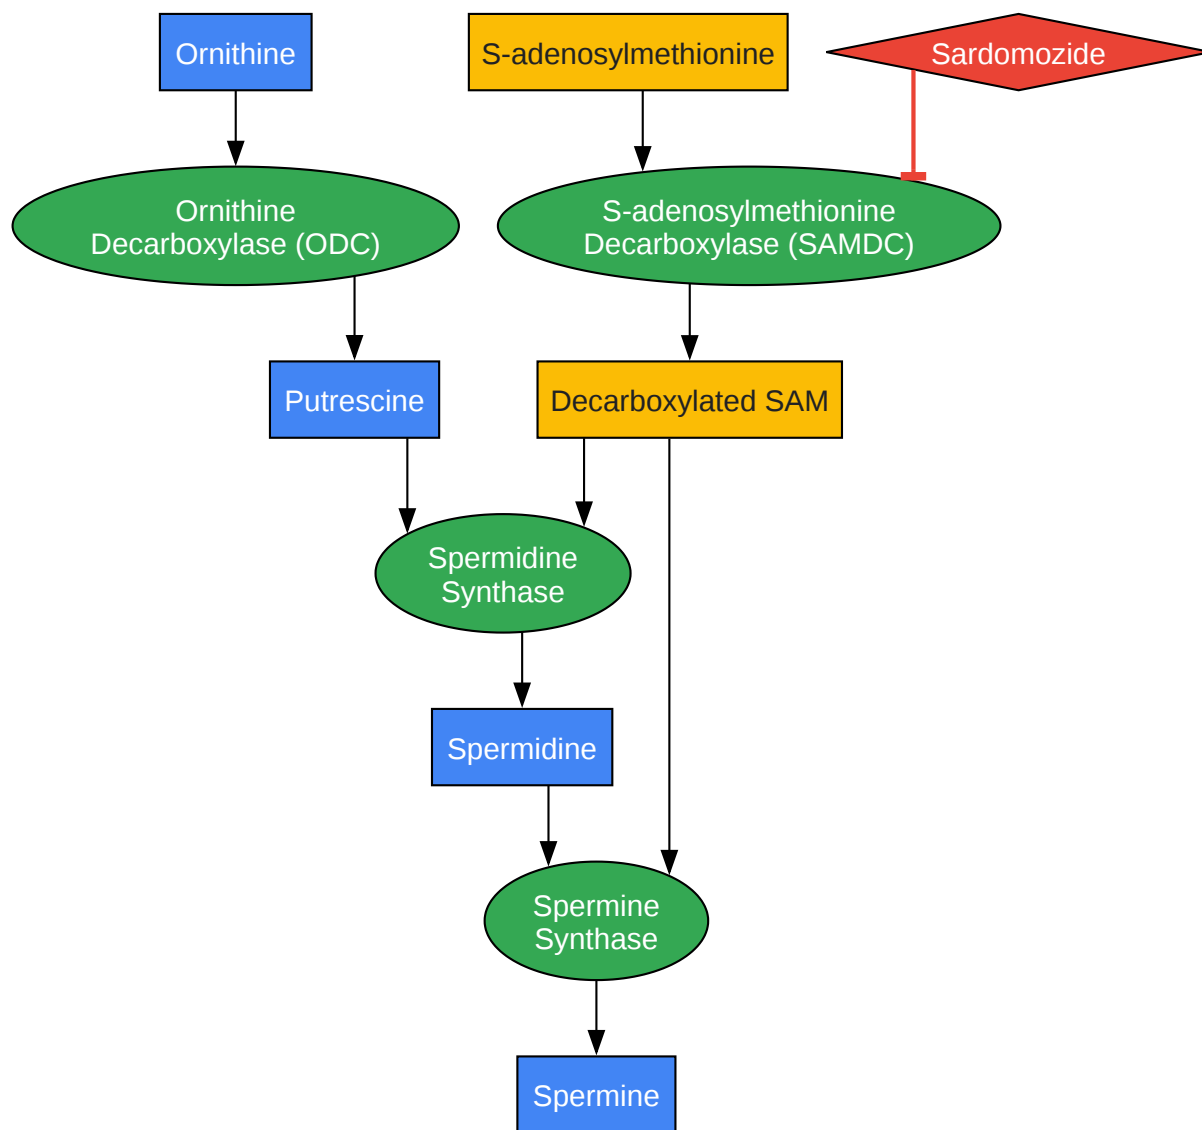 Ornithine
S-adenosylmethionine
Sardomozide
Ornithine
Decarboxylase (ODC)
S-adenosylmethionine
Decarboxylase (SAMDC)
Putrescine
Decarboxylated SAM
Spermidine
Synthase
Spermidine
Spermine
Synthase
Spermine